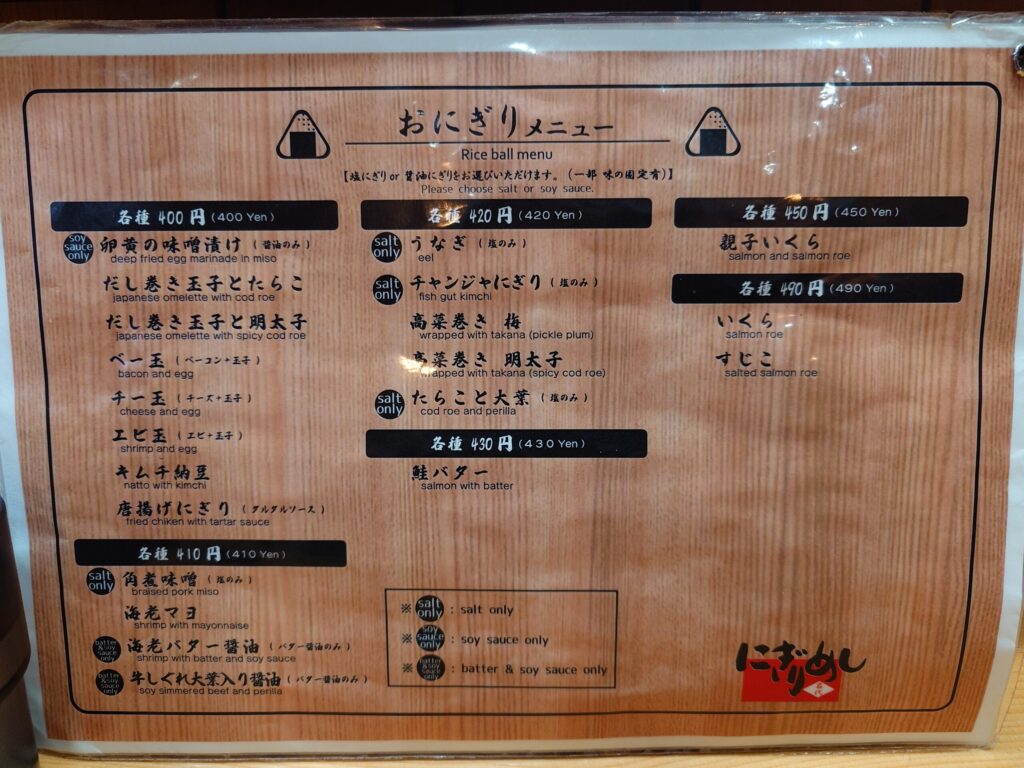 おにぎりメニュー
Rice ball menu
【塩にぎり or 醤油にぎりをお選びいただけます。（一部 味の固定有）】
Please choose salt or soy sauce.
各種 400 円 (400 Yen)
soy sauce only 卵黄の味噌漬け（醤油のみ）
deep fried egg marinade in miso
だし巻き玉子とたらこ
japanese omelette with cod roe
だし巻き玉子と明太子
japanese omelette with spicy cod roe
ベー玉（ベーコン＋玉子）
bacon and egg
チー玉（チーズ＋玉子）
cheese and egg
エビ玉（エビ＋玉子）
shrimp and egg
キムチ納豆
natto with kimchi
唐揚げにぎり（タルタルソース）
fried chiken with tartar sauce
各種 410 円 (410 Yen)
salt only 角煮味噌（塩のみ）
braised pork miso
海老マヨ
shrimp with mayonnaise
batter & soy sauce only 海老バター醤油（バター醤油のみ）
shrimp with batter and soy sauce
batter & soy sauce only 牛しぐれ大葉入り醤油（バター醤油のみ）
soy simmered beef and perilla
各種 420 円 (420 Yen)
salt only うなぎ（塩のみ）
eel
salt only チャンジャにぎり（塩のみ）
fish gut kimchi
高菜巻き 梅
wrapped with takana (pickle plum)
高菜巻き 明太子
wrapped with takana (spicy cod roe)
salt only たらこと大葉（塩のみ）
cod roe and perilla
各種 430 円 (430 Yen)
鮭バター
salmon with batter
※ salt only : salt only
※ soy sauce only : soy sauce only
※ batter & soy sauce only : batter & soy sauce only
各種 450 円 (450 Yen)
親子いくら
salmon and salmon roe
各種 490 円 (490 Yen)
いくら
salmon roe
すじこ
salted salmon roe
にぎりめし